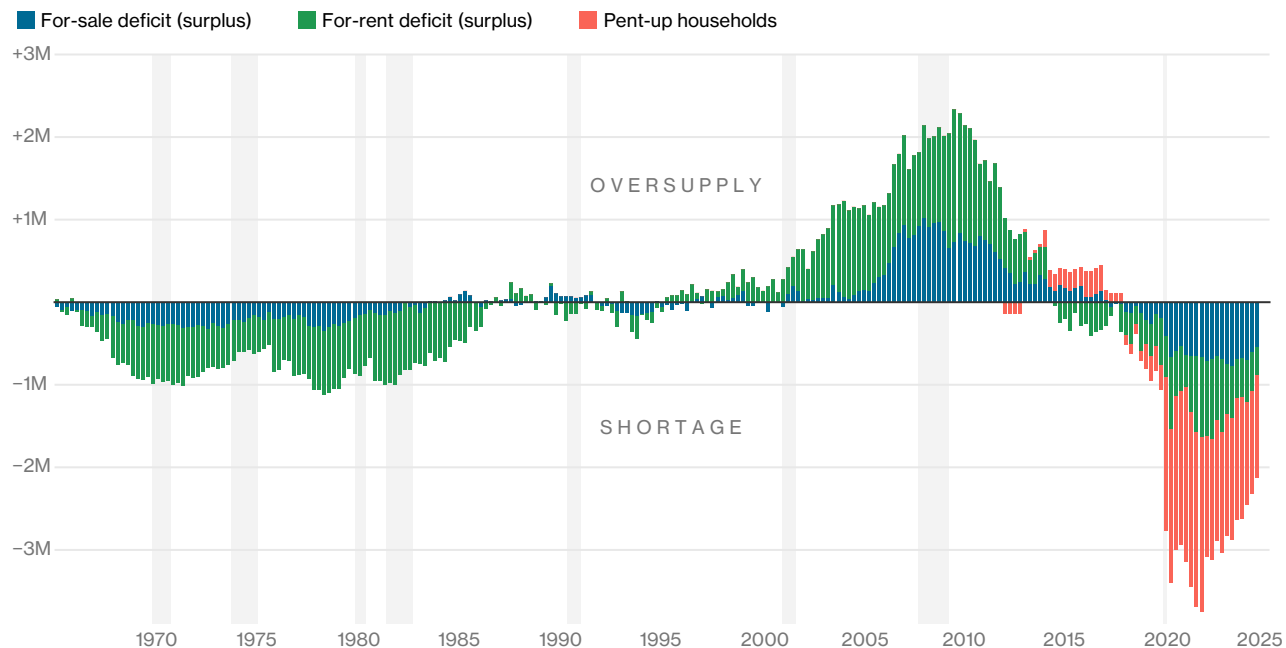 For-sale deficit (surplus) For-rent deficit (surplus) Pent-up households
+3M
+2M
OVERSUPPLY
+1M
−1M
SHORTAGE
−2M
−3M
1970 1975 1980 1985 1990 1995 2000 2005 2010 2015 2020 2025